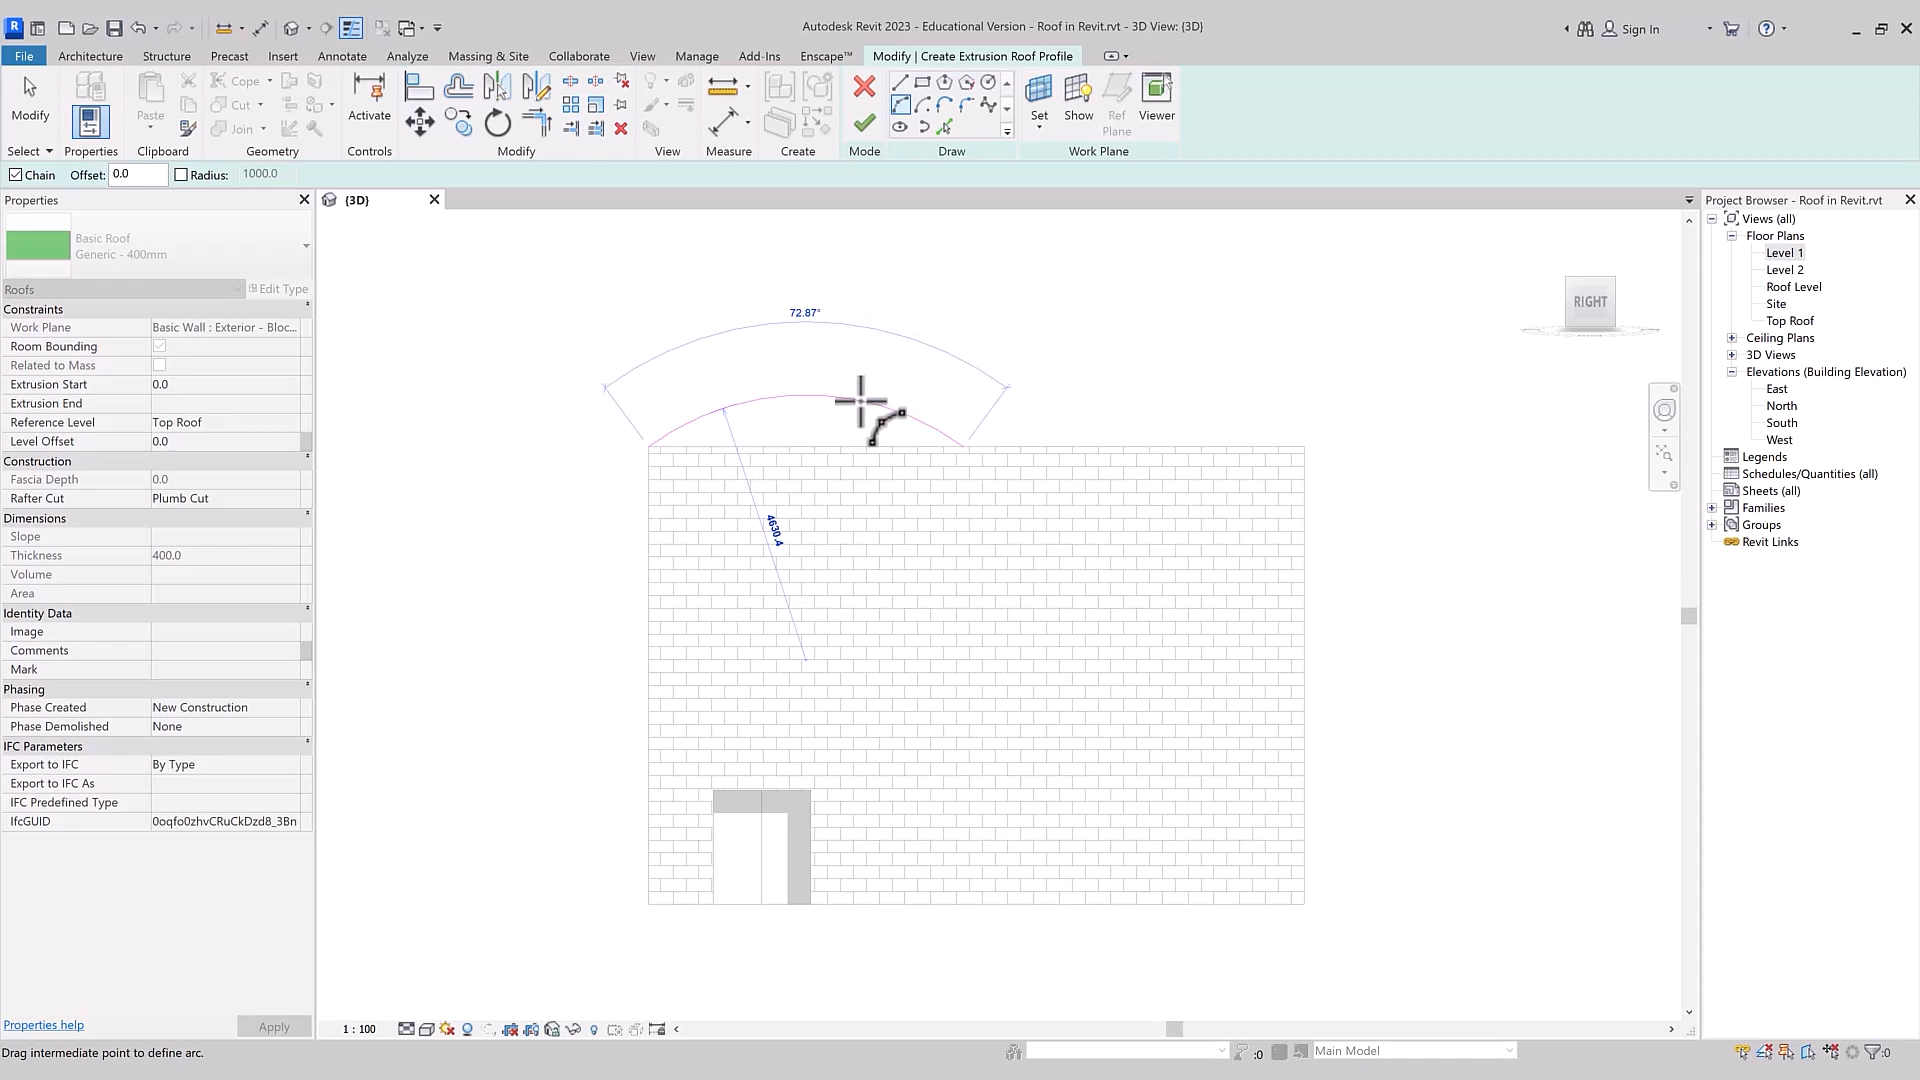 Autodesk Revit 2023 - Educational Version - Roof in Revit.rvt - 3D View: {3D}
Sign In
File Architecture Structure Precast Insert Annotate Analyze Massing & Site Collaborate View Manage Add-Ins Enscape™ Modify | Create Extrusion Roof Profile
Cope
Cut
Join
Modify
Paste
Activate
Set
Show
Ref
Plane
Viewer
Select Properties Clipboard Geometry Controls Modify View Measure Create Mode Draw Work Plane
Chain Offset: 0.0 Radius: 1000.0
Properties
Basic Roof
Generic - 400mm
Roofs Edit Type
Constraints
Work Plane Basic Wall : Exterior - Bloc...
Room Bounding
Related to Mass
Extrusion Start 0.0
Extrusion End
Reference Level Top Roof
Level Offset 0.0
Construction
Fascia Depth 0.0
Rafter Cut Plumb Cut
Dimensions
Slope
Thickness 400.0
Volume
Area
Identity Data
Image
Comments
Mark
Phasing
Phase Created New Construction
Phase Demolished None
IFC Parameters
Export to IFC By Type
Export to IFC As
IFC Predefined Type
IfcGUID 0oqfo0zhvCRuCkDzd8_3Bn
Properties help Apply
{3D}
72.87°
4630.4
RIGHT
1 : 100
Project Browser - Roof in Revit.rvt
Views (all)
Floor Plans
Level 1
Level 2
Roof Level
Site
Top Roof
Ceiling Plans
3D Views
Elevations (Building Elevation)
East
North
South
West
Legends
Schedules/Quantities (all)
Sheets (all)
Families
Groups
Revit Links
Drag intermediate point to define arc.
:0
Main Model
:0